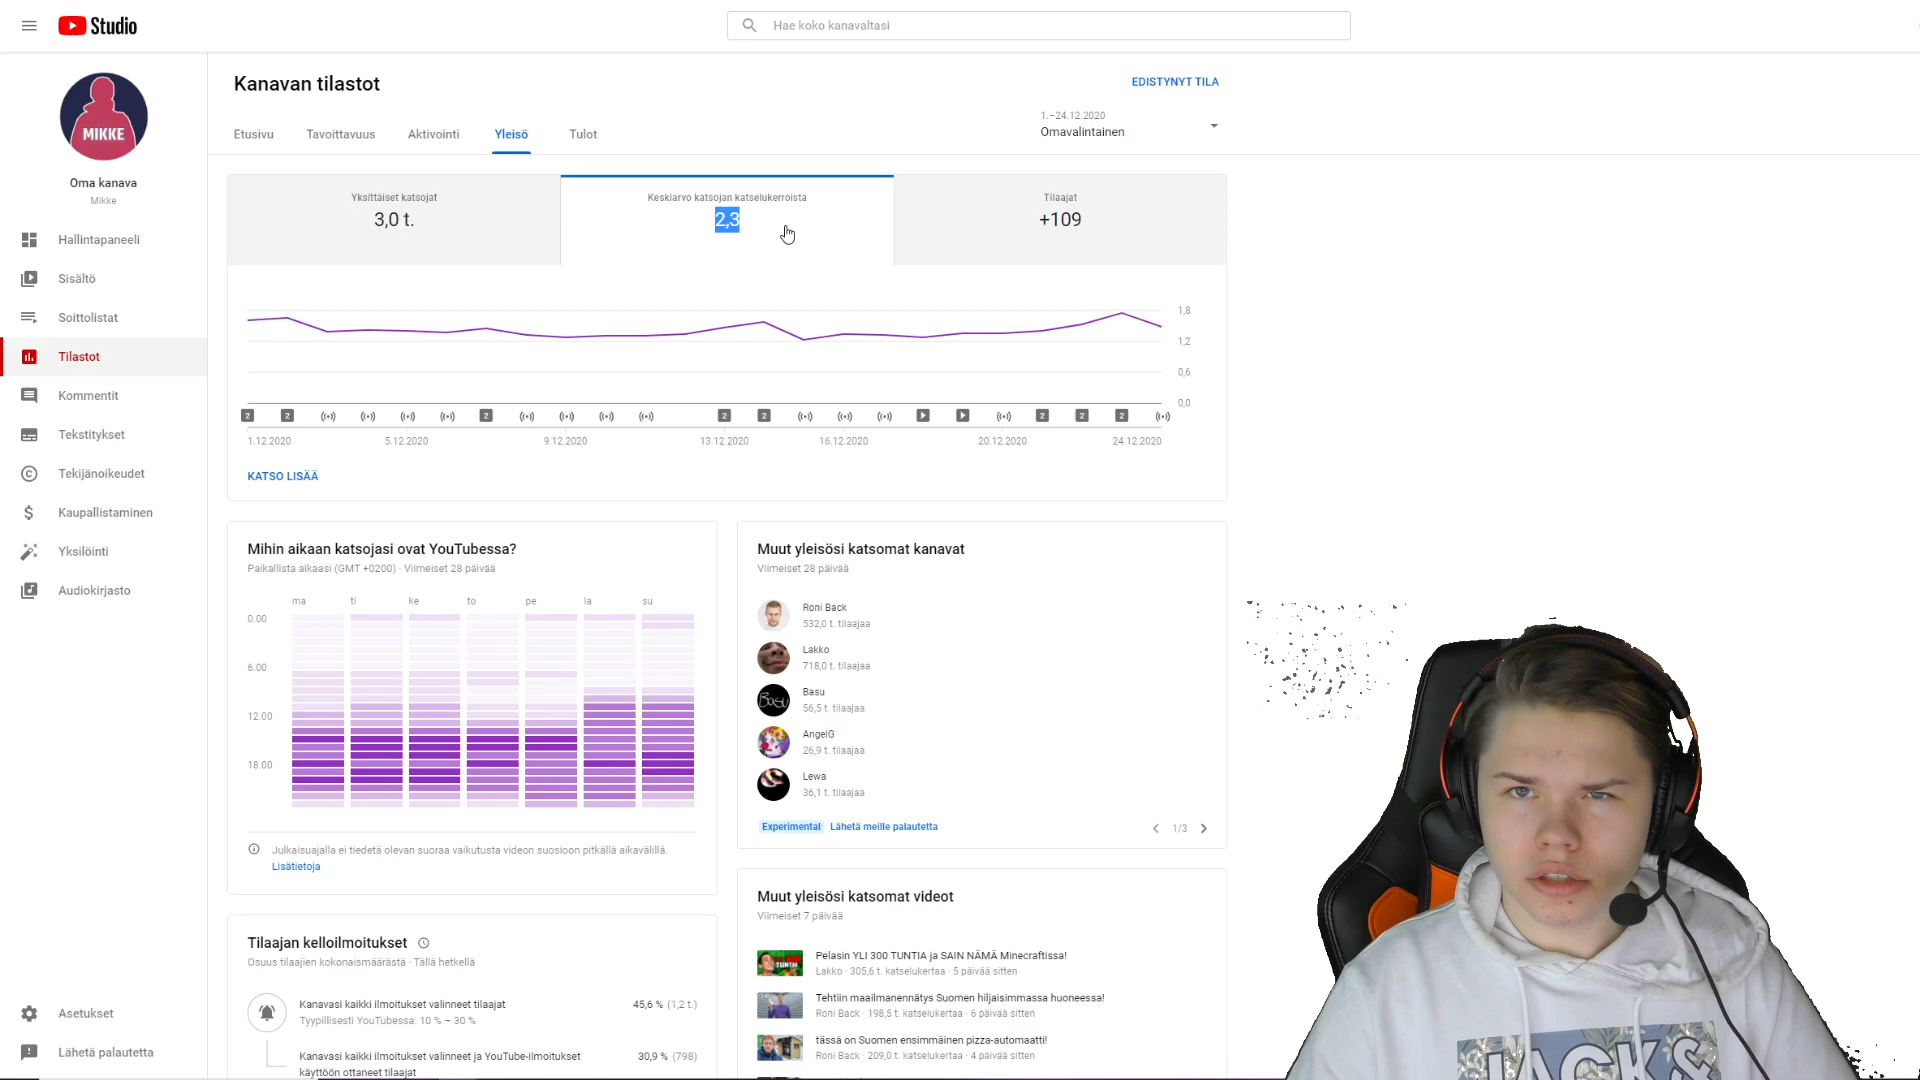 Studio
Hae koko kanavaltasi
MIKKE
Oma kanava
Mikke
Hallintapaneeli
Sisältö
Soittolistat
Tilastot
Kommentit
Tekstitykset
Tekijänoikeudet
Kaupallistaminen
Yksilöinti
Audiokirjasto
Asetukset
Lähetä palautetta
Kanavan tilastot
EDISTYNYT TILA
Etusivu Tavoittavuus Aktivointi Yleisö Tulot
1.–24.12.2020
Omavalintainen
Yksittäiset katsojat
3,0 t.
Keskiarvo katsojan katselukerroista
2,3
Tilaajat
+109
1,8
1,2
0,6
0,0
2 2 2 2 2 2 2 2
1.12.2020 5.12.2020 9.12.2020 13.12.2020 16.12.2020 20.12.2020 24.12.2020
KATSO LISÄÄ
Mihin aikaan katsojasi ovat YouTubessa?
Paikallista aikaasi (GMT +0200) · Viimeiset 28 päivää
ma ti ke to pe la su
0.00
6.00
12.00
18.00
Julkaisuajalla ei tiedetä olevan suoraa vaikutusta videon suosioon pitkällä aikavälillä.
Lisätietoja
Tilaajan kelloilmoitukset
Osuus tilaajien kokonaismäärästä · Tällä hetkellä
Kanavasi kaikki ilmoitukset valinneet tilaajat 45,6 % (1,2 t.)
Tyypillisesti YouTubessa: 10 % – 30 %
Kanavasi kaikki ilmoitukset valinneet ja YouTube-ilmoitukset 30,9 % (798)
käyttöön ottaneet tilaajat
Muut yleisösi katsomat kanavat
Viimeiset 28 päivää
Roni Back
532,0 t. tilaajaa
Lakko
718,0 t. tilaajaa
Basu
Basu
56,5 t. tilaajaa
AngelG
26,9 t. tilaajaa
Lewa
36,1 t. tilaajaa
Experimental Lähetä meille palautetta
1/3
Muut yleisösi katsomat videot
Viimeiset 7 päivää
TUNTIA
Pelasin YLI 300 TUNTIA ja SAIN NÄMÄ Minecraftissa!
Lakko · 305,6 t. katselukertaa · 5 päivää sitten
Tehtiin maailmanennätys Suomen hiljaisimmassa huoneessa!
Roni Back · 198,5 t. katselukertaa · 6 päivää sitten
tässä on Suomen ensimmäinen pizza-automaatti!
Roni Back · 209,0 t. katselukertaa · 4 päivää sitten
JACK&